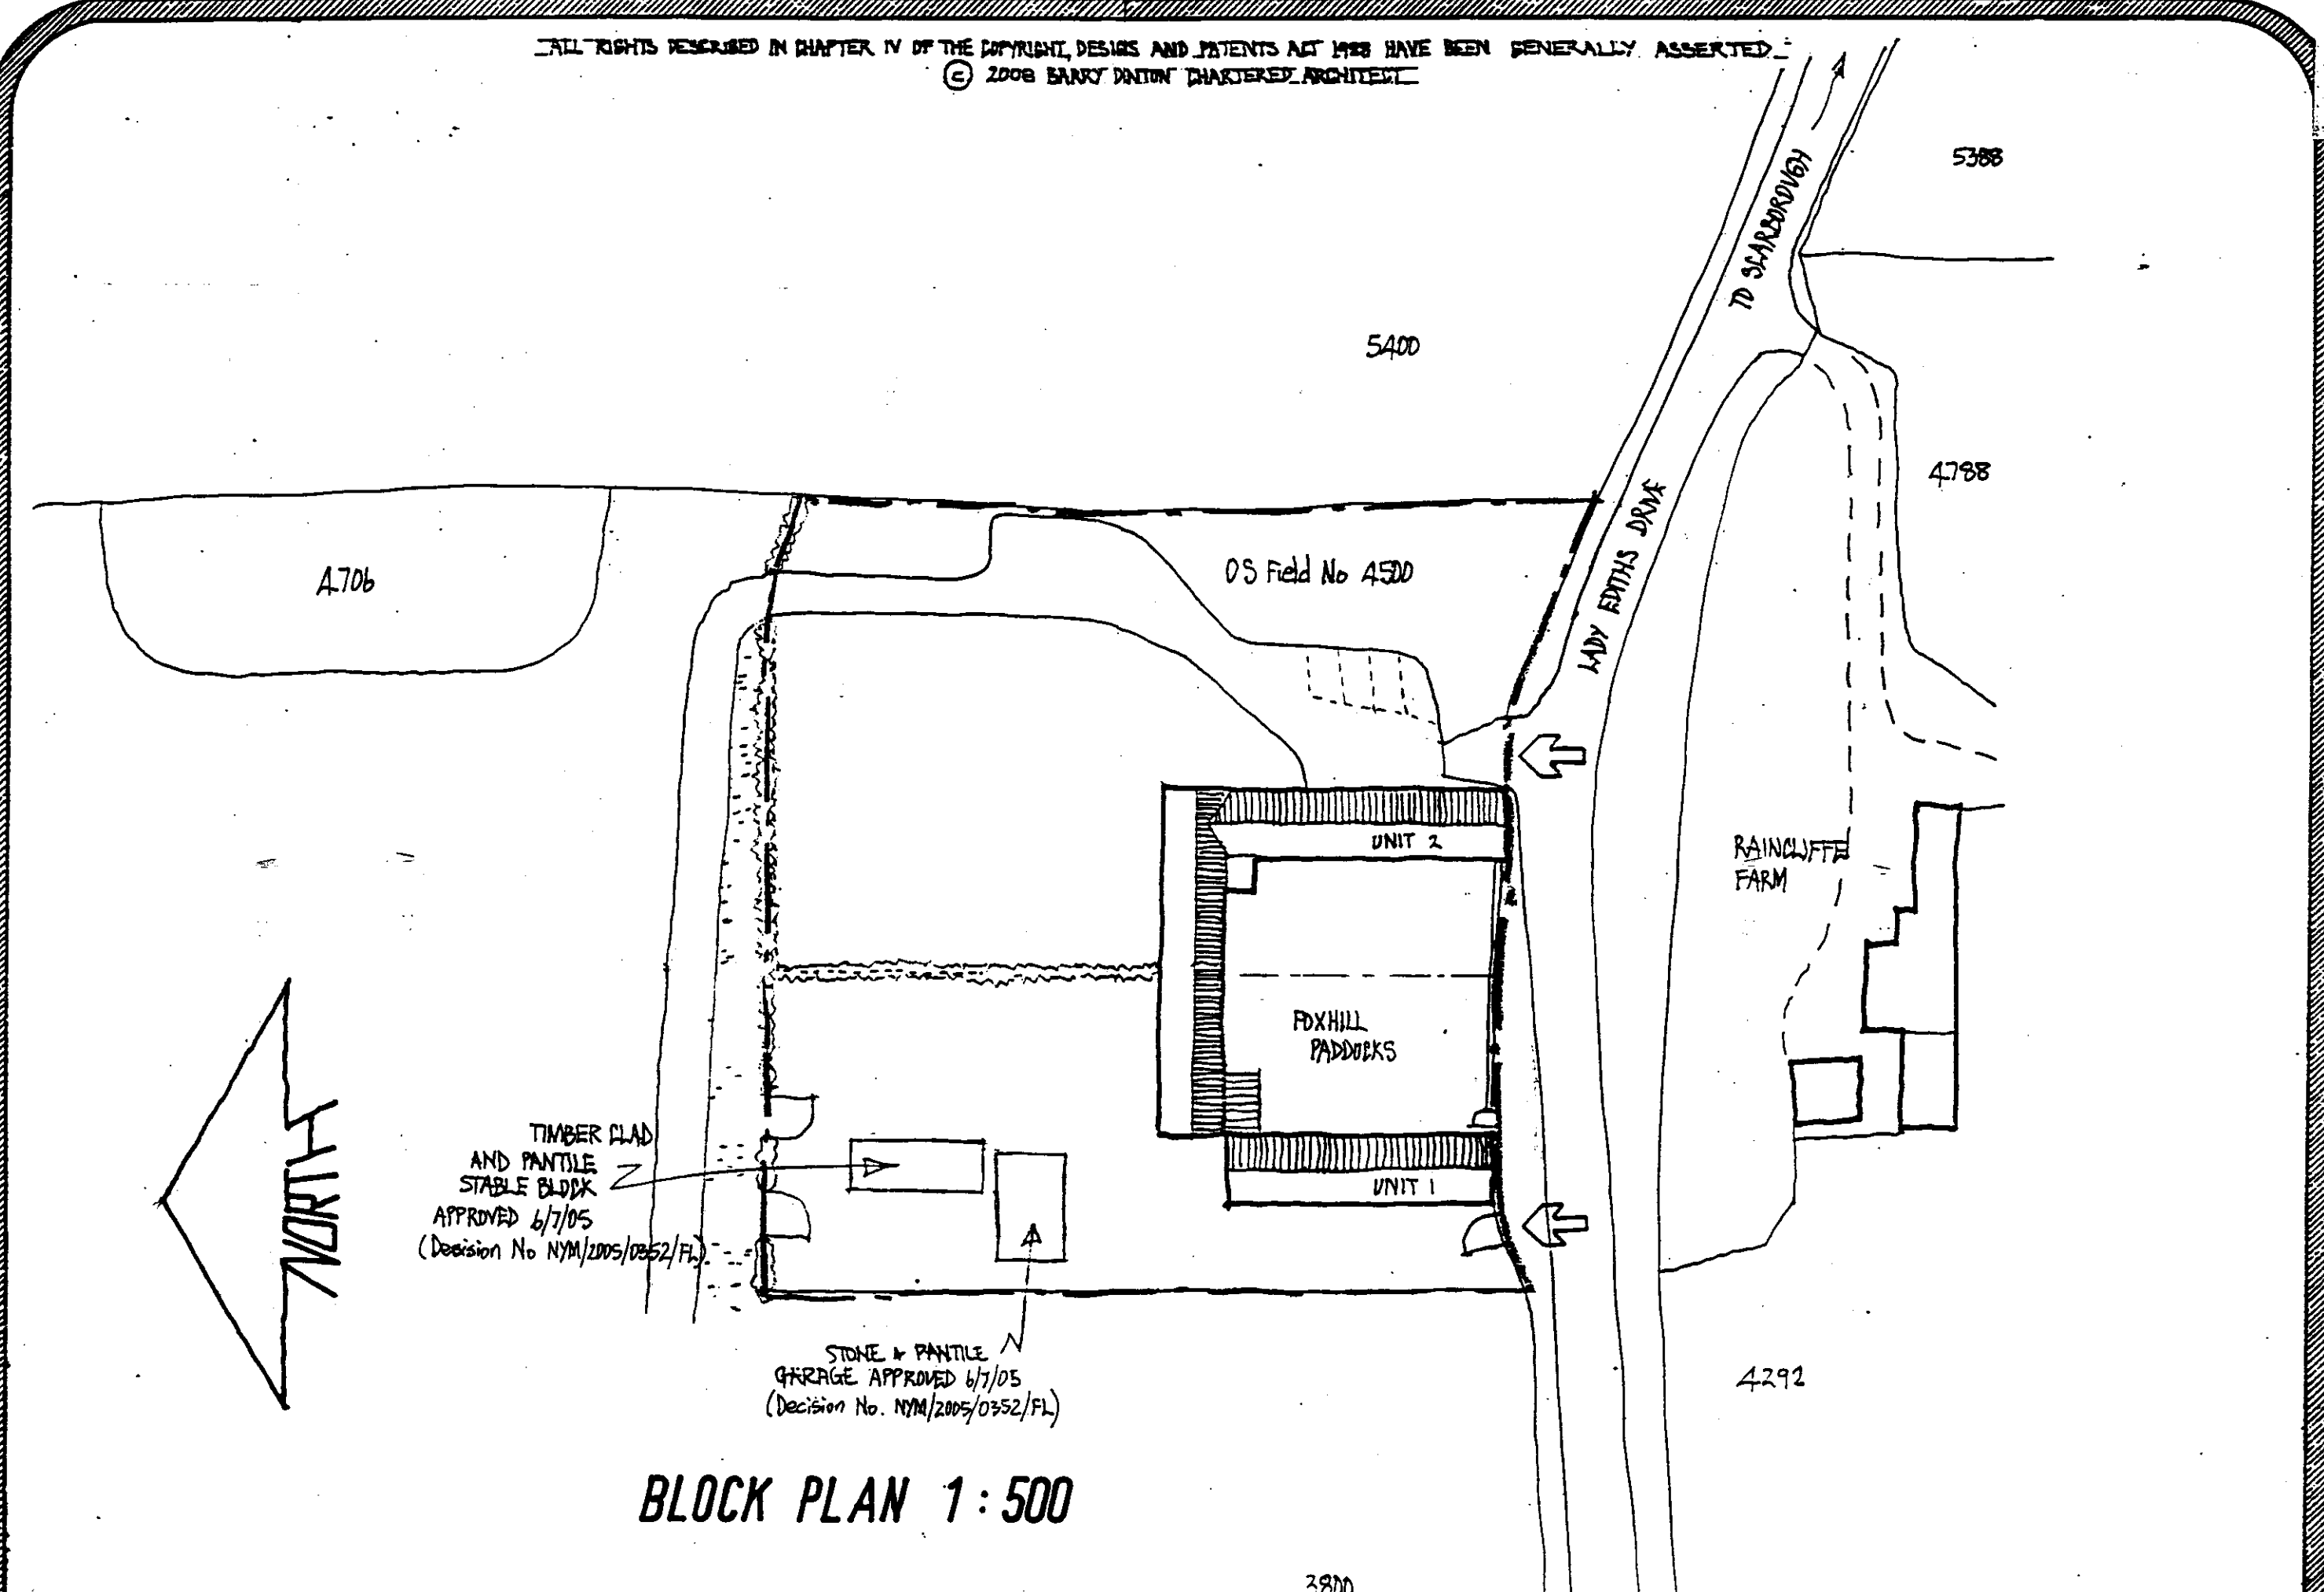 ALL RIGHTS DESCRIBED IN CHAPTER IV OF THE COPYRIGHT, DESIGNS AND PATENTS ACT 1988 HAVE BEEN GENERALLY ASSERTED
© 2008 BARRY DINTON CHARTERED ARCHITECT
5388
TO SCARBOROUGH
5400
4788
4706
OS Field No 4500
LADY EDITHS DRIVE
UNIT 2
RAINCLIFFE
FARM
FOXHILL
PADDOCKS
NORTH
TIMBER CLAD
AND PANTILE
STABLE BLOCK
APPROVED 6/7/05
(Decision No NYM/2005/0352/FL)
UNIT 1
STONE & PANTILE
GARAGE APPROVED 6/7/05
(Decision No. NYM/2005/0352/FL)
4292
BLOCK PLAN 1:500
3800